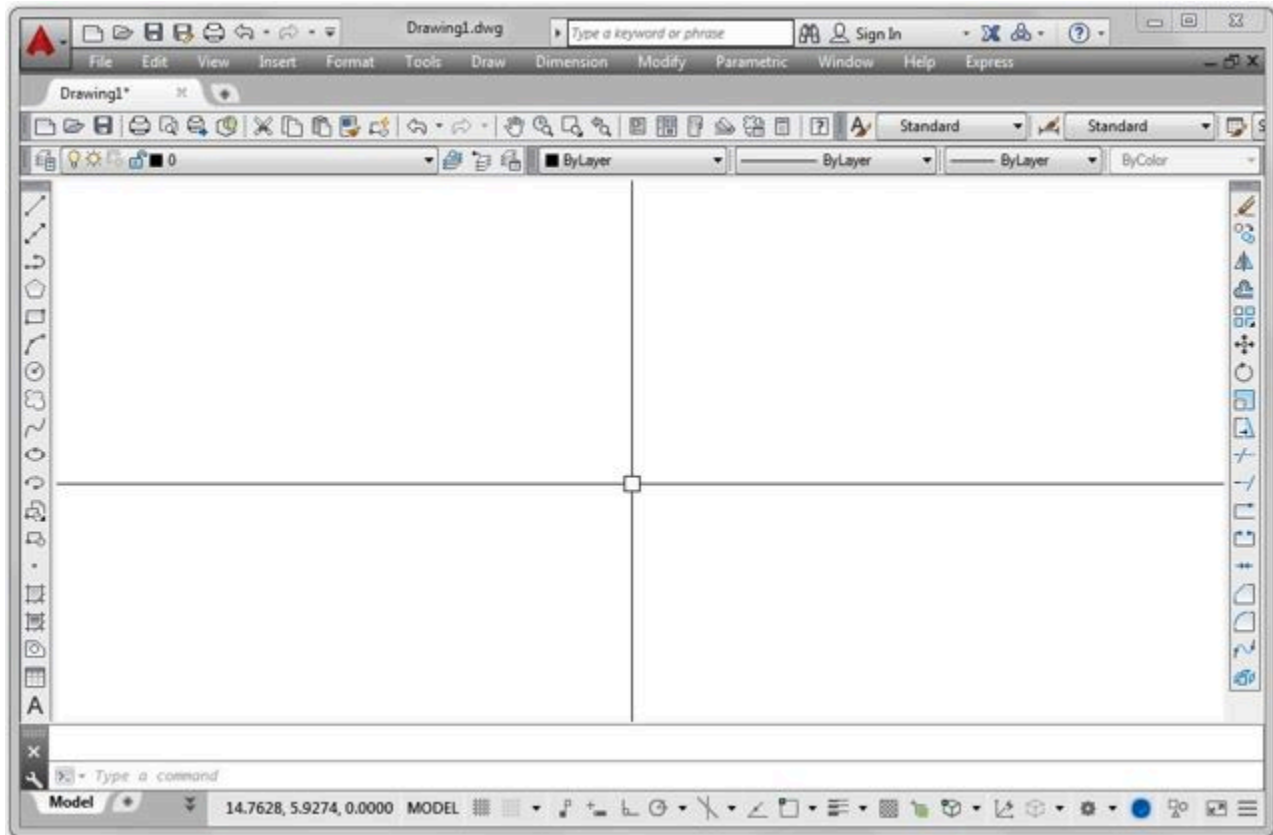 Drawing1.dwg Type a keyword or phrase Sign In
File Edit View Insert Format Tools Draw Dimension Modify Parametric Window Help Express
Drawing1*
Standard Standard S
0 ByLayer ByLayer ByLayer ByColor
A
Type a command
Model 14.7628, 5.9274, 0.0000 MODEL